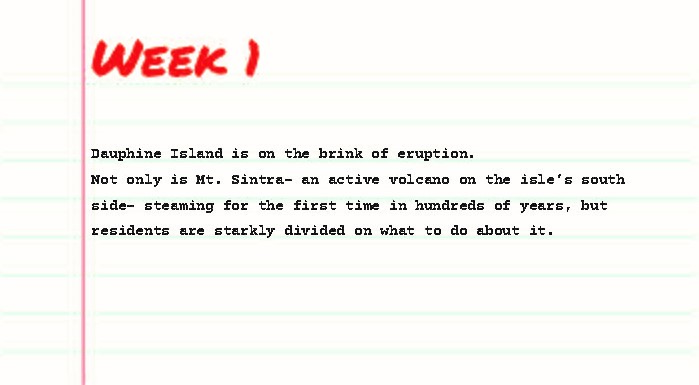 Week 1
Dauphine Island is on the brink of eruption.
Not only is Mt. Sintra- an active volcano on the isle's south
side- steaming for the first time in hundreds of years, but
residents are starkly divided on what to do about it.